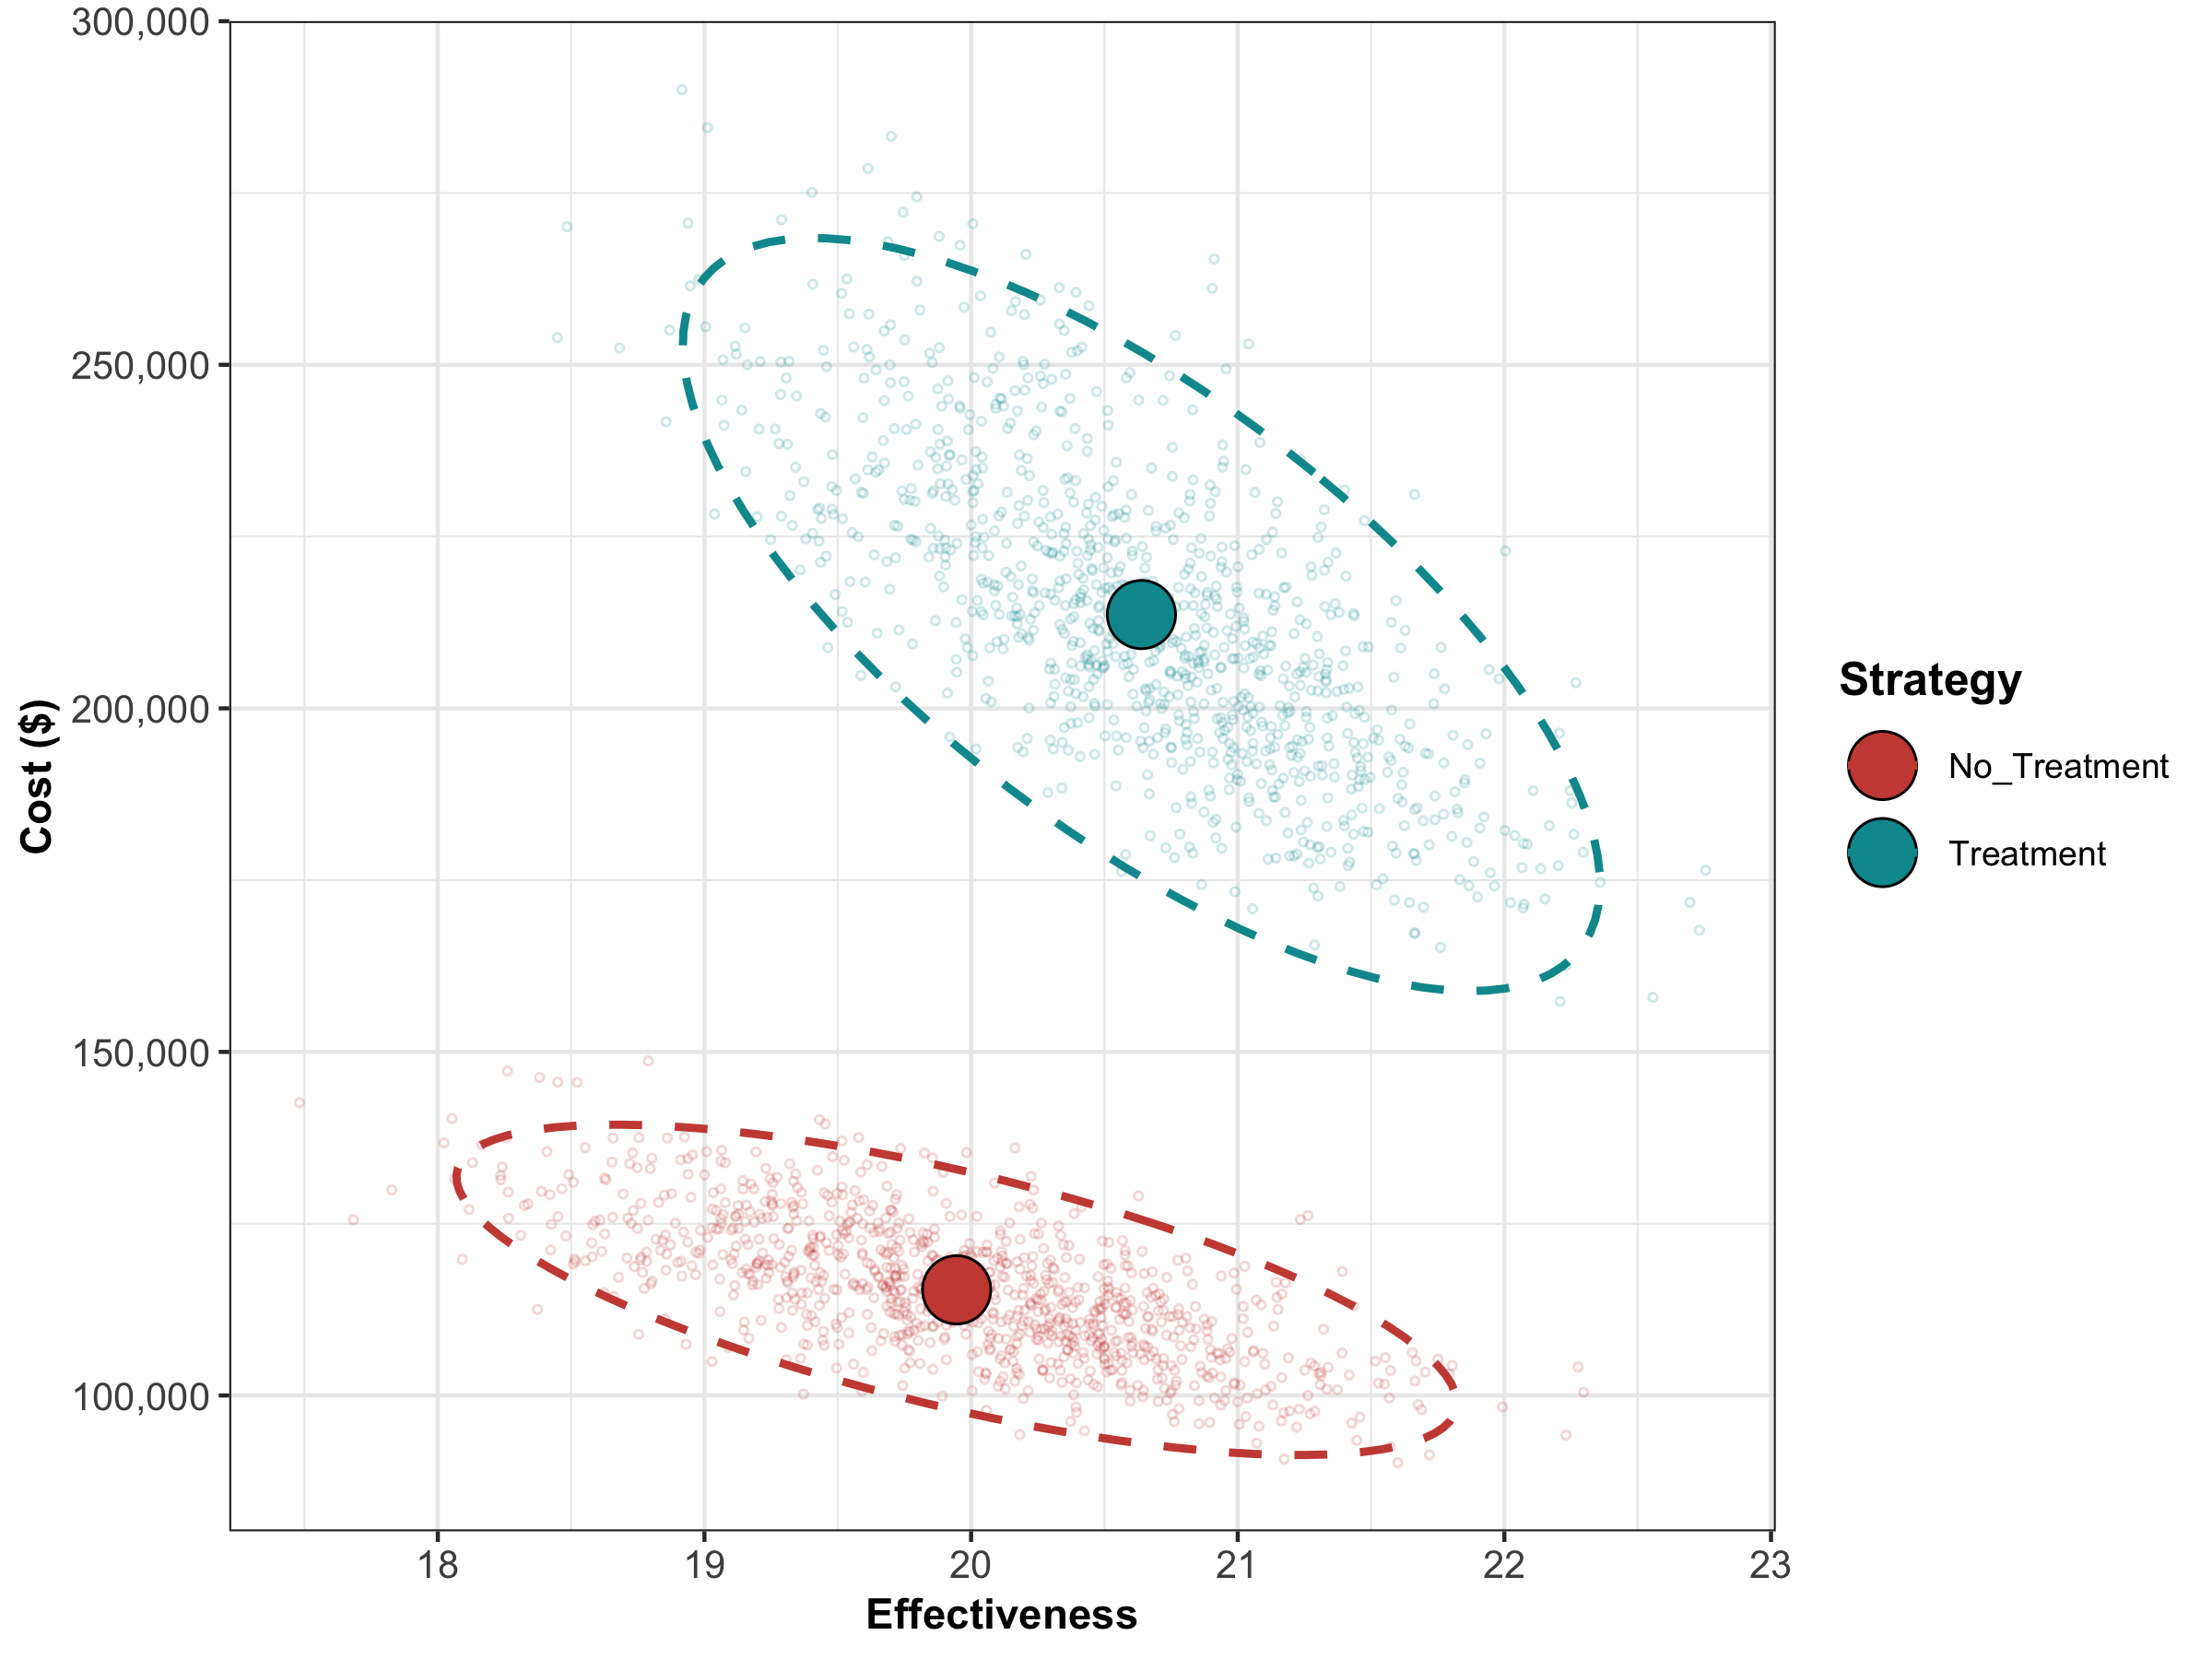 300,000
250,000
200,000
150,000
100,000
Cost ($)
18 19 20 21 22 23
Effectiveness
Strategy
No_Treatment
Treatment